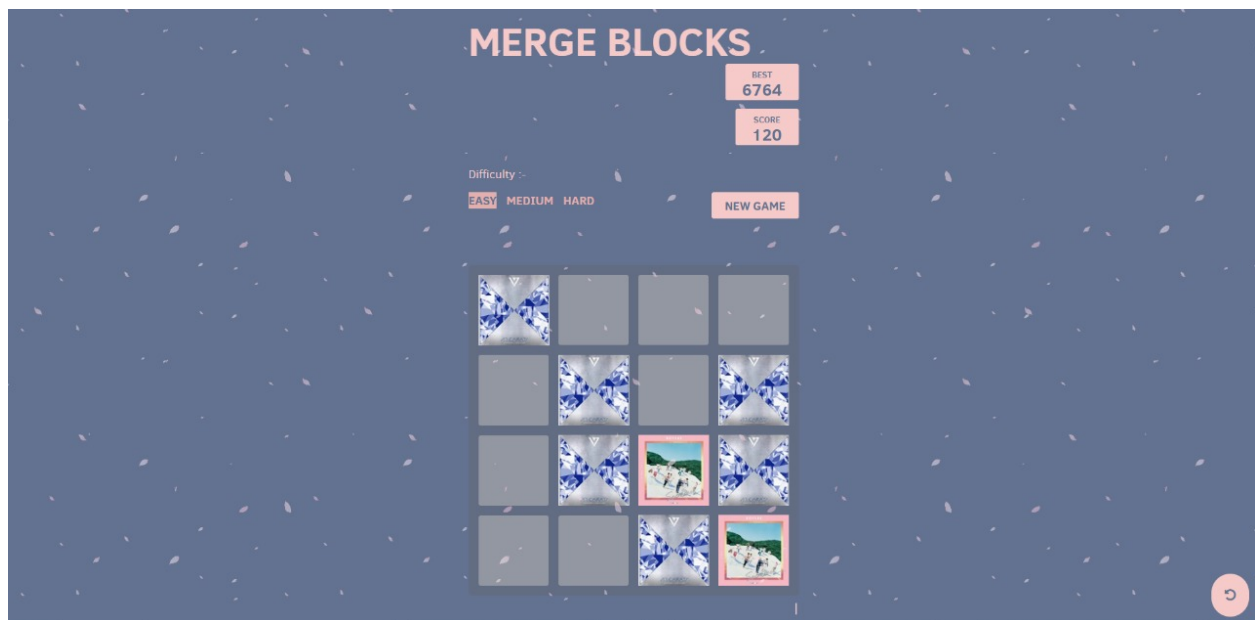 MERGE BLOCKS
BEST
6764
SCORE
120
Difficulty :-
EASY MEDIUM HARD
NEW GAME